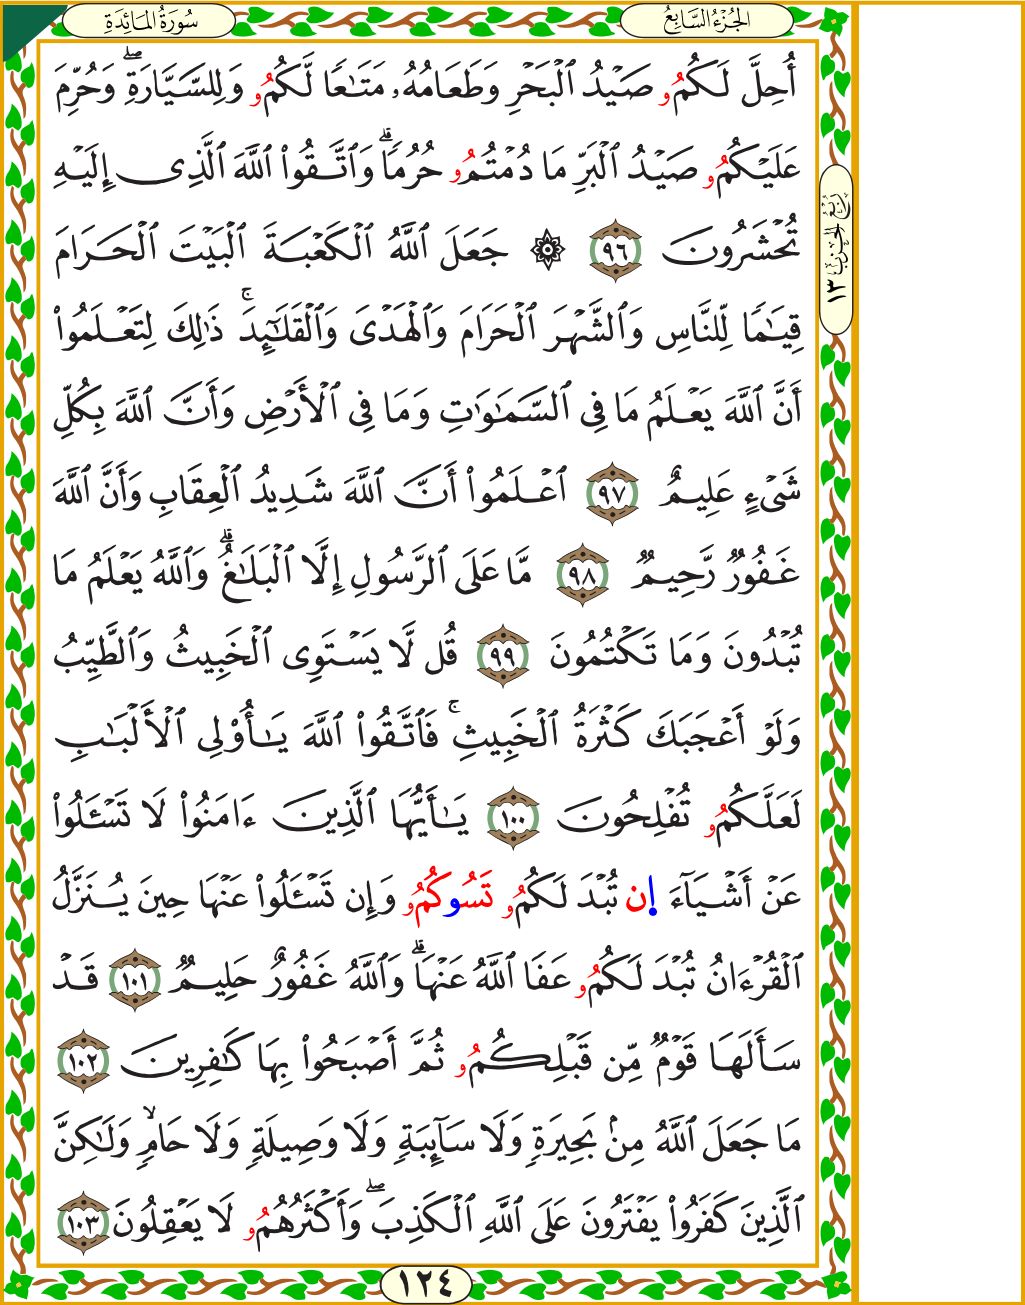 سُورَةُ المَائِدَةِ
الجُزْءُ السَّابِعُ
أُحِلَّ لَكُمُۥ صَيْدُ ٱلْبَحْرِ وَطَعَامُهُۥ مَتَٰعًا لَّكُمُۥ وَلِلسَّيَّارَةِۖ وَحُرِّمَ
عَلَيْكُمُۥ صَيْدُ ٱلْبَرِّ مَا دُمْتُمُۥ حُرُمًاۗ وَٱتَّقُوا۟ ٱللَّهَ ٱلَّذِى إِلَيْهِ
تُحْشَرُونَ ٩٦ ۞ جَعَلَ ٱللَّهُ ٱلْكَعْبَةَ ٱلْبَيْتَ ٱلْحَرَامَ
قِيَٰمًا لِّلنَّاسِ وَٱلشَّهْرَ ٱلْحَرَامَ وَٱلْهَدْىَ وَٱلْقَلَٰٓئِدَۚ ذَٰلِكَ لِتَعْلَمُوا۟
أَنَّ ٱللَّهَ يَعْلَمُ مَا فِى ٱلسَّمَٰوَٰتِ وَمَا فِى ٱلْأَرْضِ وَأَنَّ ٱللَّهَ بِكُلِّ
شَىْءٍ عَلِيمٌ ٩٧ ٱعْلَمُوا۟ أَنَّ ٱللَّهَ شَدِيدُ ٱلْعِقَابِ وَأَنَّ ٱللَّهَ
غَفُورٌ رَّحِيمٌ ٩٨ مَّا عَلَى ٱلرَّسُولِ إِلَّا ٱلْبَلَٰغُۗ وَٱللَّهُ يَعْلَمُ مَا
تُبْدُونَ وَمَا تَكْتُمُونَ ٩٩ قُل لَّا يَسْتَوِى ٱلْخَبِيثُ وَٱلطَّيِّبُ
وَلَوْ أَعْجَبَكَ كَثْرَةُ ٱلْخَبِيثِۚ فَٱتَّقُوا۟ ٱللَّهَ يَٰٓأُو۟لِى ٱلْأَلْبَٰبِ
لَعَلَّكُمُۥ تُفْلِحُونَ ١٠٠ يَٰٓأَيُّهَا ٱلَّذِينَ ءَامَنُوا۟ لَا تَسْـَٔلُوا۟
عَنْ أَشْيَآءَ إِن تُبْدَ لَكُمُۥ تَسُوكُمُۥ وَإِن تَسْـَٔلُوا۟ عَنْهَا حِينَ يُنَزَّلُ
ٱلْقُرْءَانُ تُبْدَ لَكُمُۥ عَفَا ٱللَّهُ عَنْهَاۗ وَٱللَّهُ غَفُورٌ حَلِيمٌ ١٠١ قَدْ
سَأَلَهَا قَوْمٌ مِّن قَبْلِكُمُۥ ثُمَّ أَصْبَحُوا۟ بِهَا كَٰفِرِينَ ١٠٢
مَا جَعَلَ ٱللَّهُ مِنۢ بَحِيرَةٍ وَلَا سَآئِبَةٍ وَلَا وَصِيلَةٍ وَلَا حَامٍۙ وَلَٰكِنَّ
ٱلَّذِينَ كَفَرُوا۟ يَفْتَرُونَ عَلَى ٱللَّهِ ٱلْكَذِبَۖ وَأَكْثَرُهُمُۥ لَا يَعْقِلُونَ ١٠٣
رُبْعُ الحِزْبِ ١٣
١٢٤